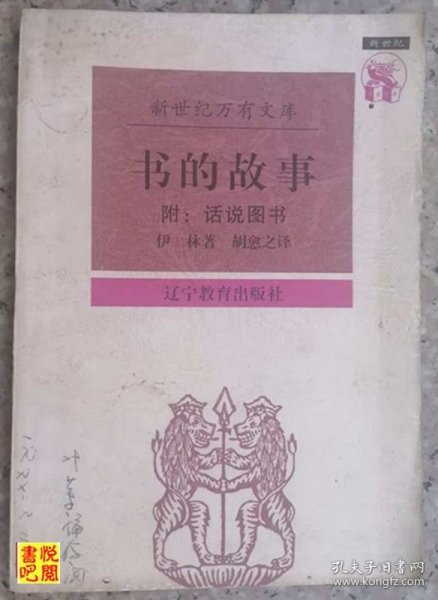 新世纪
新世纪万有文库
书的故事
附：话说图书
伊 林著 胡愈之译
辽宁教育出版社
悦阅
書吧
孔夫子旧书网
www.kongfz.com